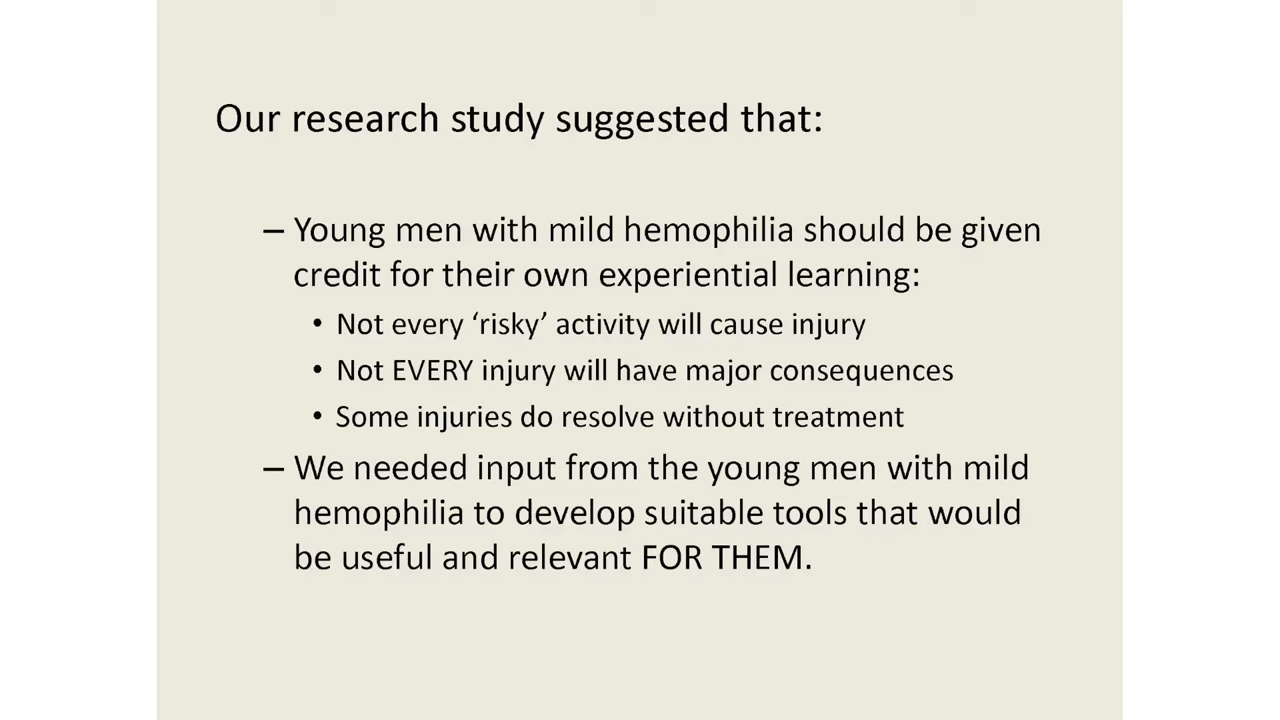 Our research study suggested that:
– Young men with mild hemophilia should be given
credit for their own experiential learning:
• Not every ‘risky’ activity will cause injury
• Not EVERY injury will have major consequences
• Some injuries do resolve without treatment
– We needed input from the young men with mild
hemophilia to develop suitable tools that would
be useful and relevant FOR THEM.